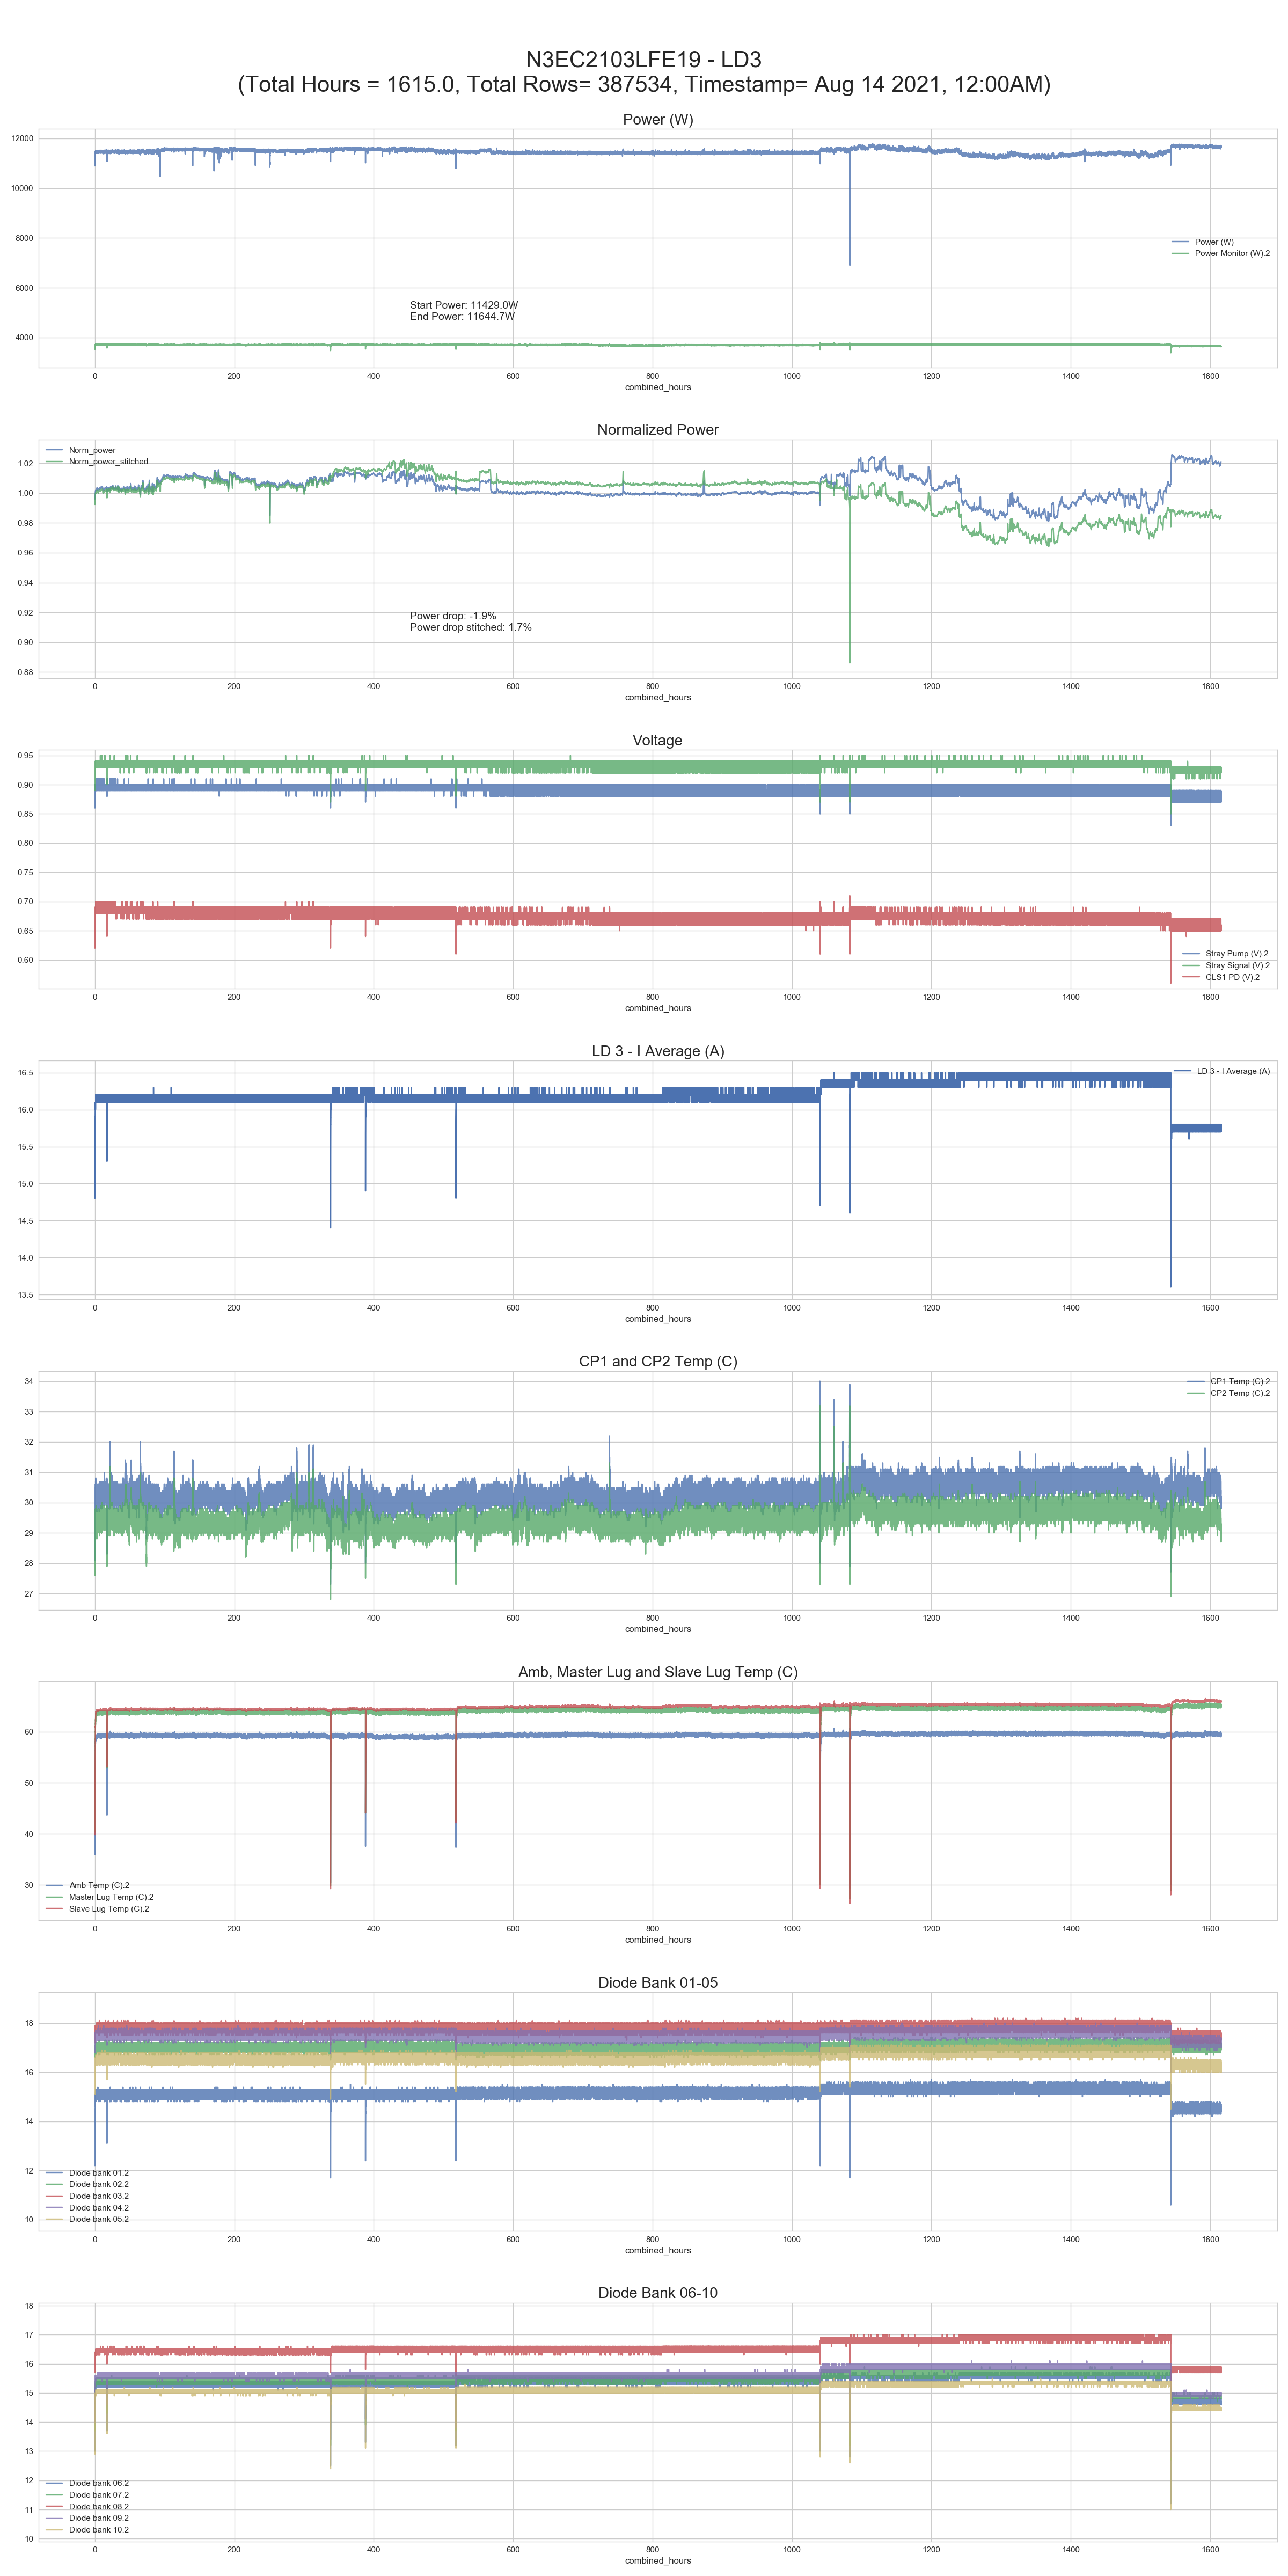 N3EC2103LFE19 - LD3
(Total Hours = 1615.0, Total Rows= 387534, Timestamp= Aug 14 2021, 12:00AM)
Power (W)
12000
10000
8000
6000
4000
Power (W)
Power Monitor (W).2
Start Power: 11429.0W
End Power: 11644.7W
0 200 400 600 800 1000 1200 1400 1600
combined_hours
Normalized Power
Norm_power
Norm_power_stitched
1.02
1.00
0.98
0.96
0.94
0.92
0.90
0.88
Power drop: -1.9%
Power drop stitched: 1.7%
0 200 400 600 800 1000 1200 1400 1600
combined_hours
Voltage
0.95
0.90
0.85
0.80
0.75
0.70
0.65
0.60
Stray Pump (V).2
Stray Signal (V).2
CLS1 PD (V).2
0 200 400 600 800 1000 1200 1400 1600
combined_hours
LD 3 - I Average (A)
LD 3 - I Average (A)
16.5
16.0
15.5
15.0
14.5
14.0
13.5
0 200 400 600 800 1000 1200 1400 1600
combined_hours
CP1 and CP2 Temp (C)
CP1 Temp (C).2
CP2 Temp (C).2
34
33
32
31
30
29
28
27
0 200 400 600 800 1000 1200 1400 1600
combined_hours
Amb, Master Lug and Slave Lug Temp (C)
60
50
40
30
Amb Temp (C).2
Master Lug Temp (C).2
Slave Lug Temp (C).2
0 200 400 600 800 1000 1200 1400 1600
combined_hours
Diode Bank 01-05
18
16
14
12
10
Diode bank 01.2
Diode bank 02.2
Diode bank 03.2
Diode bank 04.2
Diode bank 05.2
0 200 400 600 800 1000 1200 1400 1600
combined_hours
Diode Bank 06-10
18
17
16
15
14
13
12
11
10
Diode bank 06.2
Diode bank 07.2
Diode bank 08.2
Diode bank 09.2
Diode bank 10.2
0 200 400 600 800 1000 1200 1400 1600
combined_hours